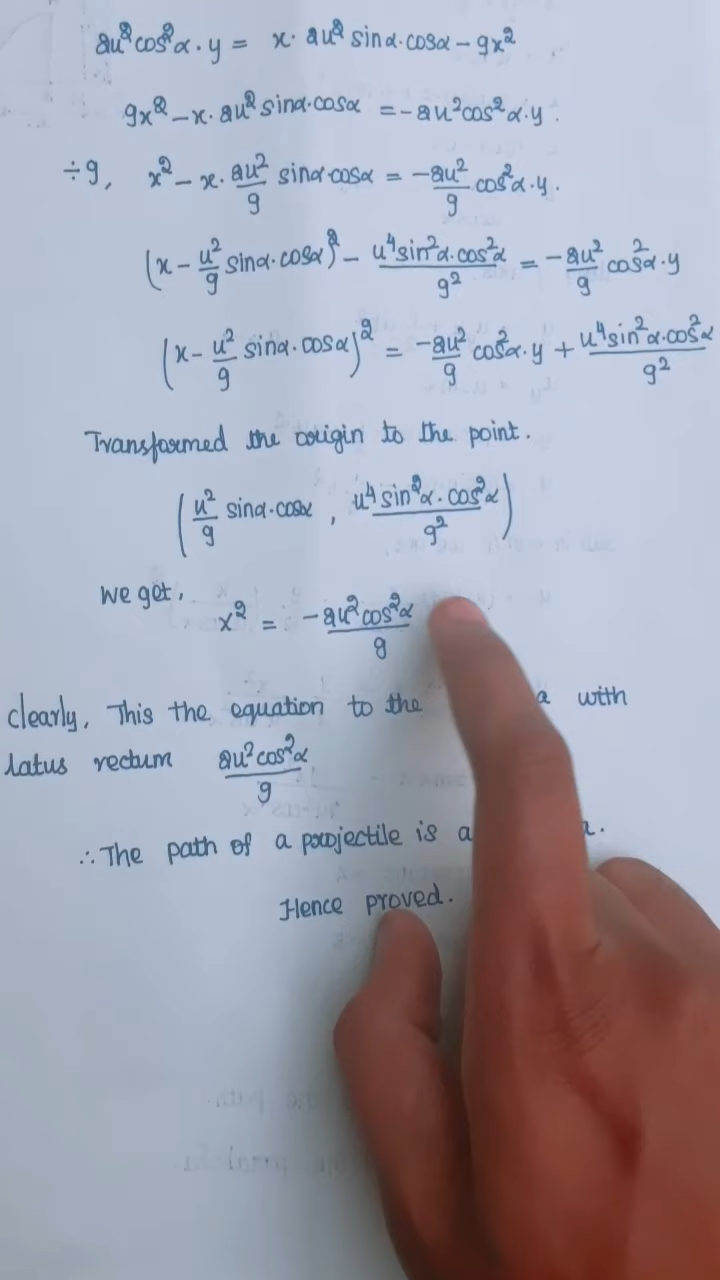 2u²cos²α·y = x·2u² sinα·cosα − gx²
gx² − x·2u² sinα·cosα = −2u²cos²α·y.
÷g, x² − x·2u²/g sinα cosα = −2u²/g cos²α·y.
(x − u²/g sinα·cosα)² − u⁴sin²α·cos²α/g² = −2u²/g cos²α·y
(x − u²/g sinα·cosα)² = −2u²/g cos²α·y + u⁴sin²α·cos²α/g²
Transformed the origin to the point.
(u²/g sinα·cosα, u⁴sin²α·cos²α/g²)
we get,
x² = −2u²cos²α/g
clearly, This the equation to the with
latus rectum 2u²cos²α/g
∴ The path of a projectile is a
Hence proved.